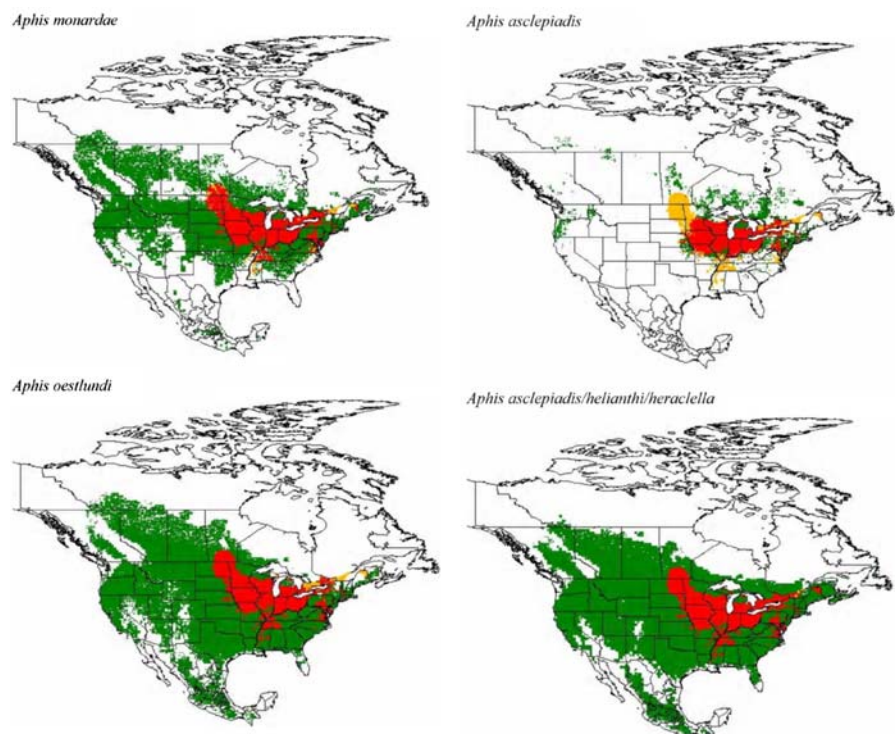 Aphis monardae
Aphis asclepiadis
Aphis oestlundi
Aphis asclepiadis/helianthi/heraclella